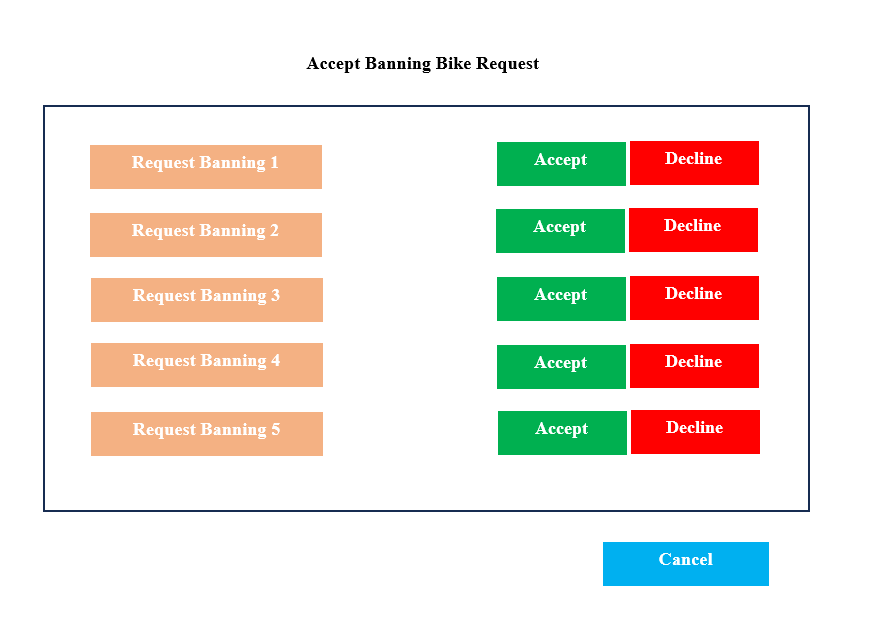 Accept Banning Bike Request
Request Banning 1 Accept Decline
Request Banning 2 Accept Decline
Request Banning 3 Accept Decline
Request Banning 4 Accept Decline
Request Banning 5 Accept Decline
Cancel